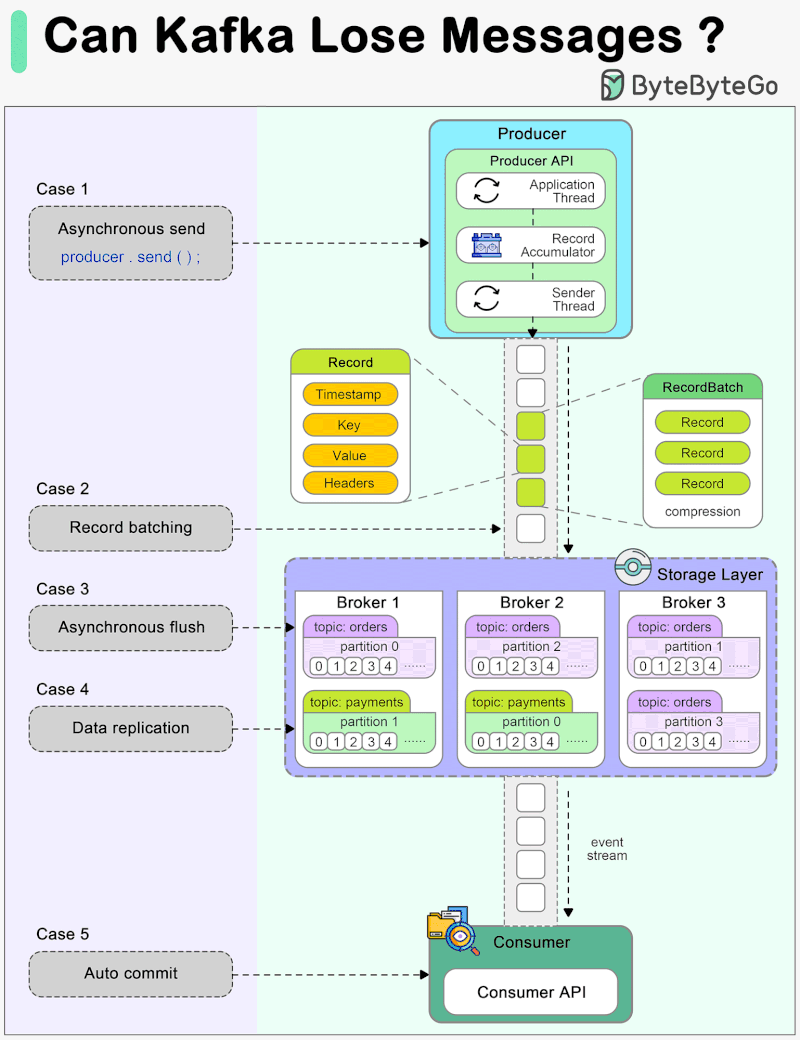 Can Kafka Lose Messages ?
ByteByteGo
Producer
Producer API
Application
Thread
Record
Accumulator
Sender
Thread
Case 1
Asynchronous send
producer . send ( ) ;
Record
Timestamp
Key
Value
Headers
RecordBatch
Record
Record
Record
compression
Case 2
Record batching
Storage Layer
Case 3
Asynchronous flush
Case 4
Data replication
Broker 1
topic: orders
partition 0
0 1 2 3 4 ......
topic: payments
partition 1
0 1 2 3 4 ......
Broker 2
topic: orders
partition 2
0 1 2 3 4 ......
topic: payments
partition 0
0 1 2 3 4 ......
Broker 3
topic: orders
partition 1
0 1 2 3 4 ......
topic: orders
partition 3
0 1 2 3 4 ......
event
stream
Case 5
Auto commit
Consumer
Consumer API